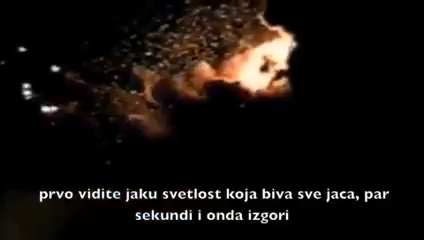 prvo vidite jaku svetlost koja biva sve jaca, par
sekundi i onda izgori